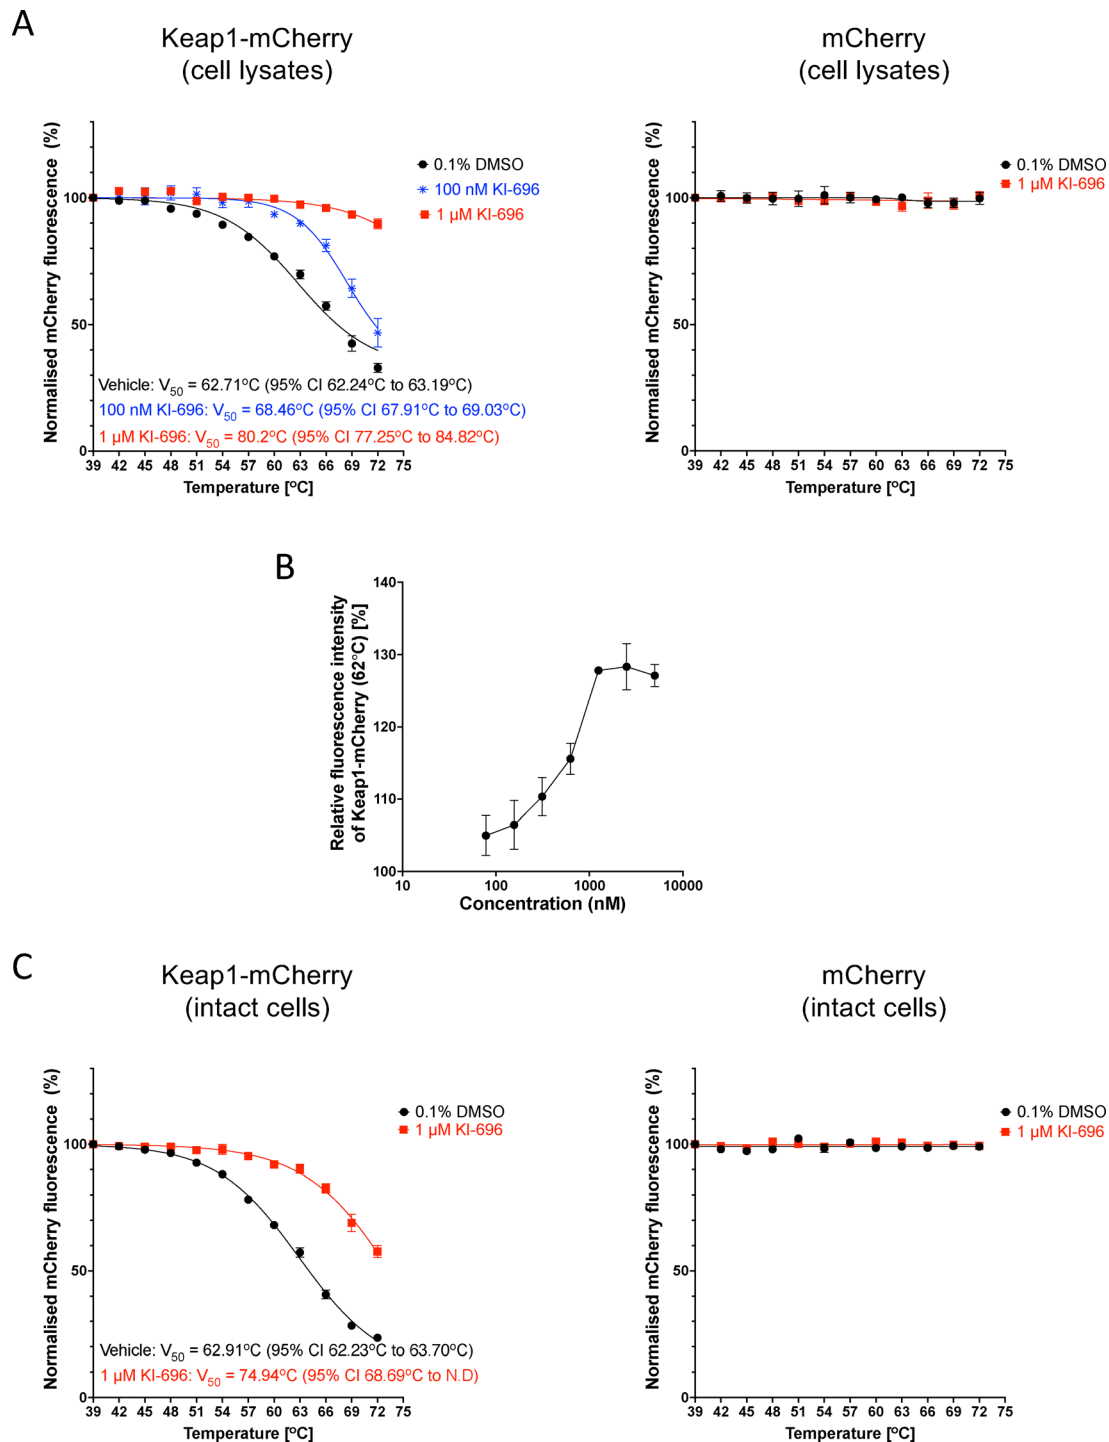 A
Keap1-mCherry
(cell lysates)
Normalised mCherry fluorescence (%)
100
50
0
39 42 45 48 51 54 57 60 63 66 69 72 75
Temperature [°C]
0.1% DMSO
100 nM KI-696
1 µM KI-696
Vehicle: V50 = 62.71°C (95% CI 62.24°C to 63.19°C)
100 nM KI-696: V50 = 68.46°C (95% CI 67.91°C to 69.03°C)
1 µM KI-696: V50 = 80.2°C (95% CI 77.25°C to 84.82°C)
mCherry
(cell lysates)
Normalised mCherry fluorescence (%)
100
50
0
39 42 45 48 51 54 57 60 63 66 69 72 75
Temperature [°C]
0.1% DMSO
1 µM KI-696
B
Relative fluorescence intensity
of Keap1-mCherry (62°C) [%]
140
130
120
110
100
10 100 1000 10000
Concentration (nM)
C
Keap1-mCherry
(intact cells)
Normalised mCherry fluorescence (%)
100
50
0
39 42 45 48 51 54 57 60 63 66 69 72 75
Temperature [°C]
0.1% DMSO
1 µM KI-696
Vehicle: V50 = 62.91°C (95% CI 62.23°C to 63.70°C)
1 µM KI-696: V50 = 74.94°C (95% CI 68.69°C to N.D)
mCherry
(intact cells)
Normalised mCherry fluorescence (%)
100
50
0
39 42 45 48 51 54 57 60 63 66 69 72 75
Temperature [°C]
0.1% DMSO
1 µM KI-696